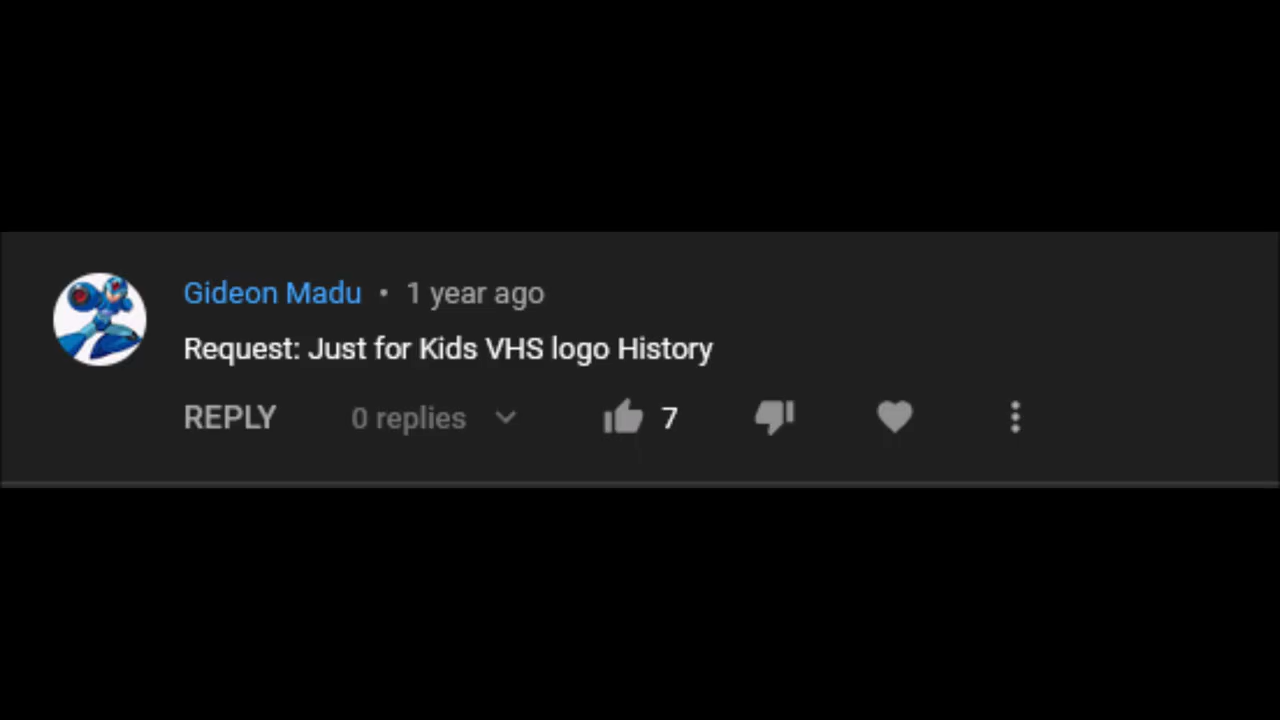 Gideon Madu • 1 year ago
Request: Just for Kids VHS logo History
REPLY 0 replies 7